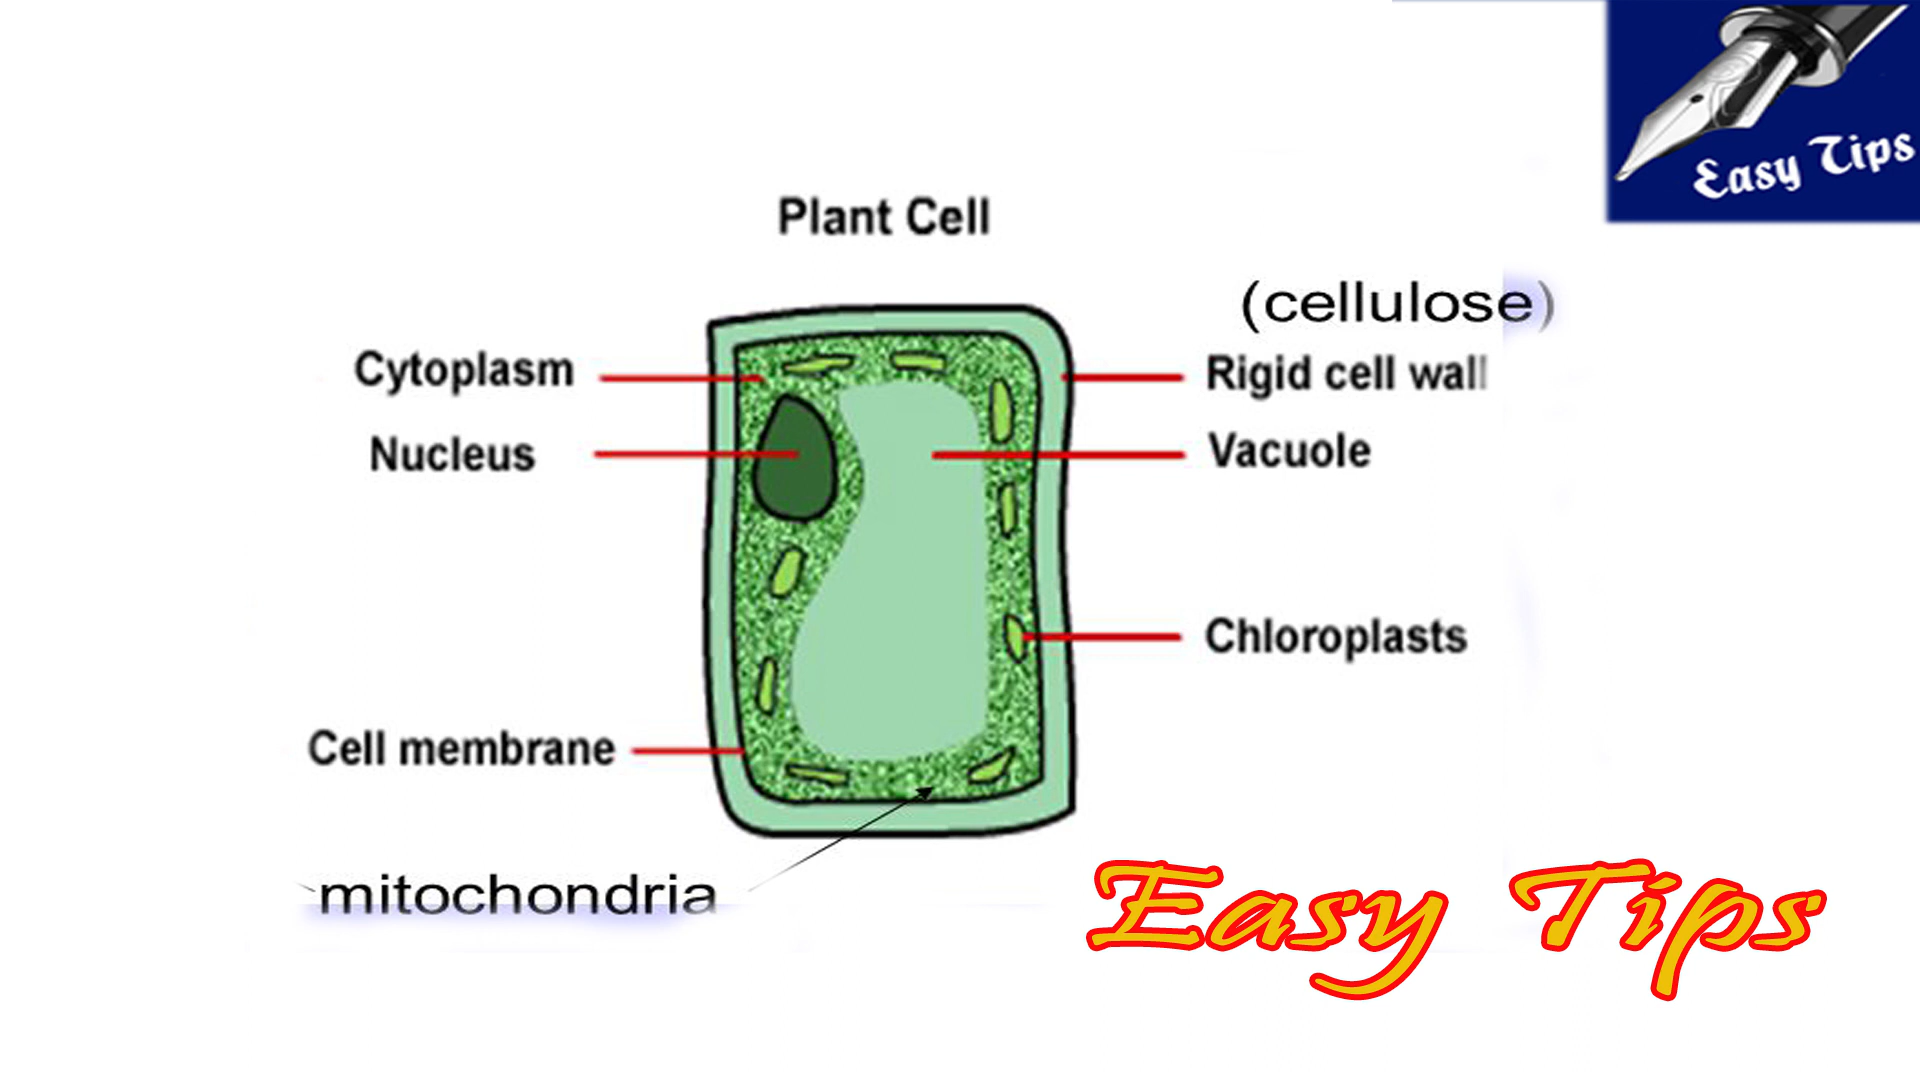 Easy Tips
Plant Cell
(cellulose)
Cytoplasm
Rigid cell wall
Nucleus
Vacuole
Chloroplasts
Cell membrane
mitochondria
Easy Tips